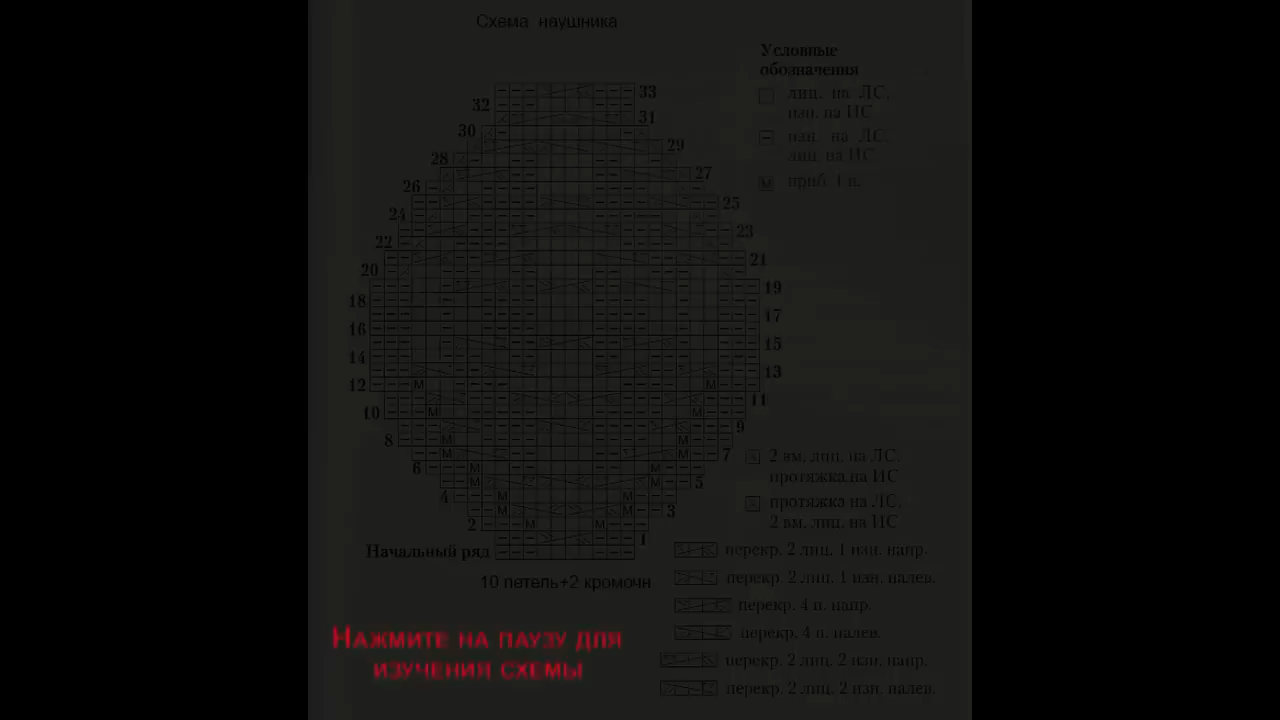 Схема наушника
Условные
обозначения
лиц. на ЛС,
изн. на ИС
изн. на ЛС,
лиц. на ИС
М приб. 1 п.
33
32
31
30
29
28
27
26
25
24
23
22
21
20
19
18
17
16
15
14
13
12
11
10
9
8
7
6
5
4
3
2
1
Начальный ряд
10 петель+2 кромочн
2 вм. лиц. на ЛС,
протяжка на ИС
протяжка на ЛС,
2 вм. лиц. на ИС
перекр. 2 лиц. 1 изн. напр.
перекр. 2 лиц. 1 изн. налев.
перекр. 4 п. напр.
перекр. 4 п. налев.
перекр. 2 лиц. 2 изн. напр.
перекр. 2 лиц. 2 изн. налев.
Нажмите на паузу для
изучения схемы